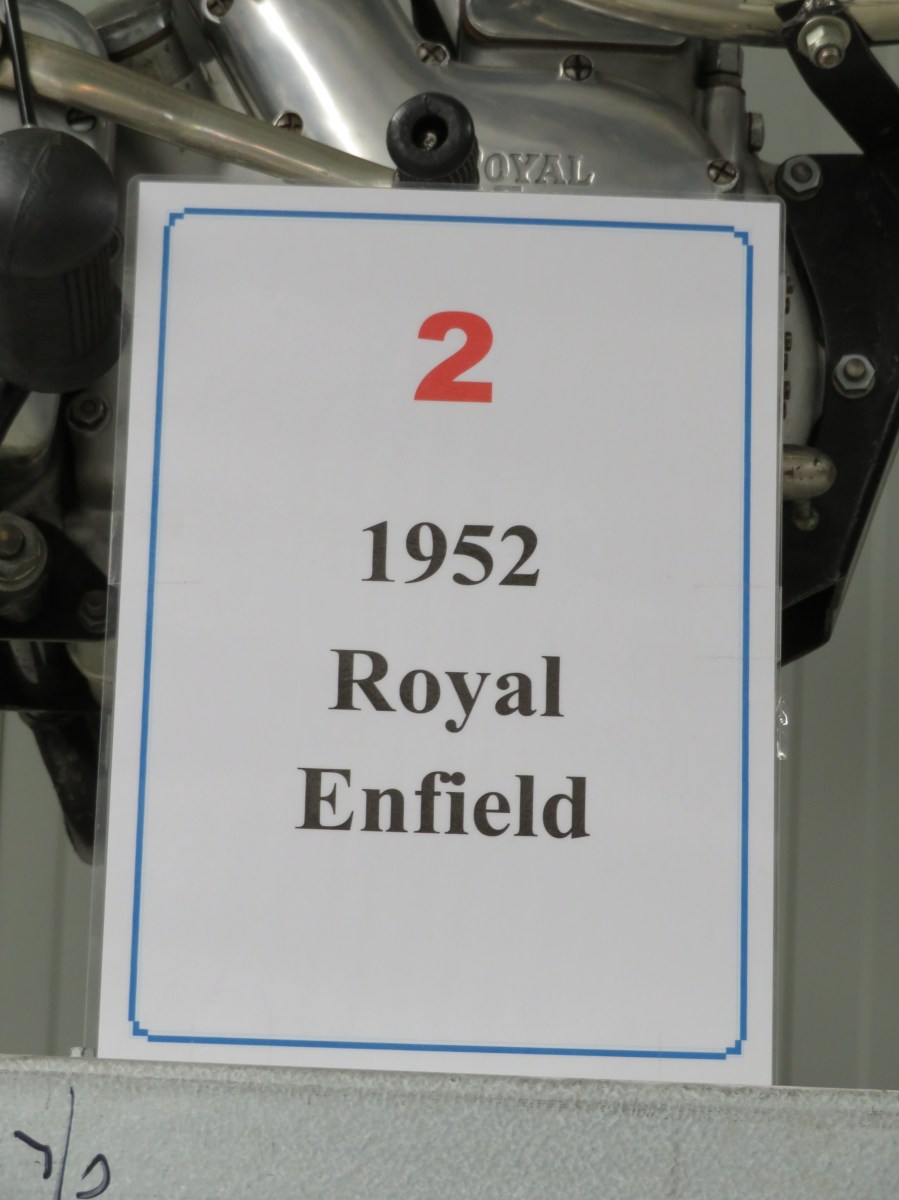 ROYAL
2
1952
Royal
Enfield